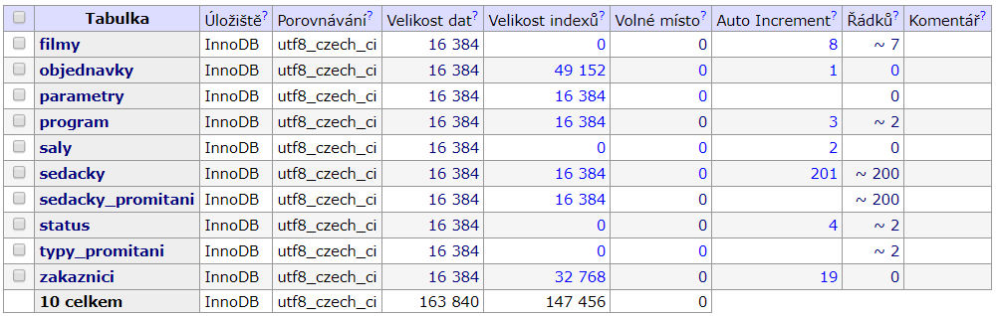 Tabulka Úložiště? Porovnávání? Velikost dat? Velikost indexů? Volné místo? Auto Increment? Řádků? Komentář?
filmy InnoDB utf8_czech_ci 16 384 0 0 8 ~ 7
objednavky InnoDB utf8_czech_ci 16 384 49 152 0 1 0
parametry InnoDB utf8_czech_ci 16 384 16 384 0 0
program InnoDB utf8_czech_ci 16 384 16 384 0 3 ~ 2
saly InnoDB utf8_czech_ci 16 384 0 0 2 0
sedacky InnoDB utf8_czech_ci 16 384 16 384 0 201 ~ 200
sedacky_promitani InnoDB utf8_czech_ci 16 384 16 384 0 ~ 200
status InnoDB utf8_czech_ci 16 384 0 0 4 ~ 2
typy_promitani InnoDB utf8_czech_ci 16 384 0 0 ~ 2
zakaznici InnoDB utf8_czech_ci 16 384 32 768 0 19 0
10 celkem InnoDB utf8_czech_ci 163 840 147 456 0